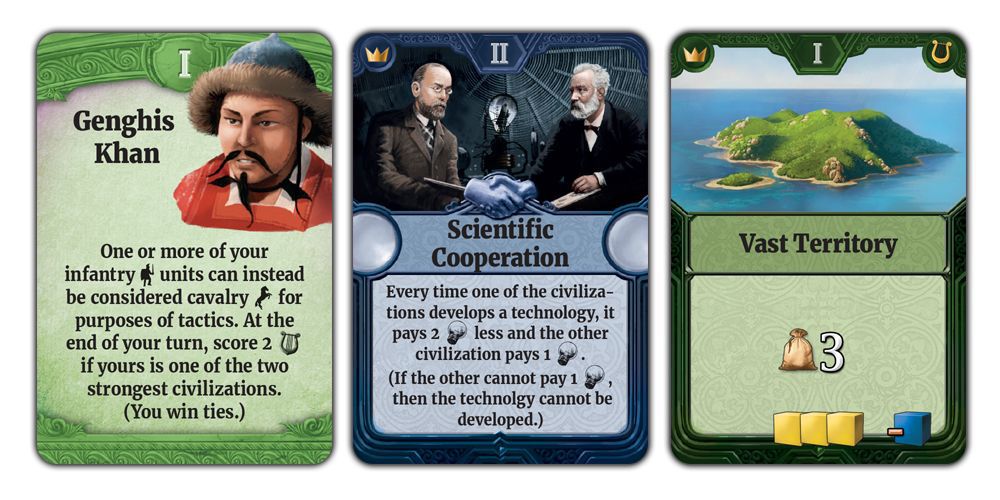 I
Genghis
Khan
One or more of your
infantry units can instead
be considered cavalry for
purposes of tactics. At the
end of your turn, score 2
if yours is one of the two
strongest civilizations.
(You win ties.)
II
Scientific
Cooperation
Every time one of the civiliza-
tions develops a technology, it
pays 2 less and the other
civilization pays 1 .
(If the other cannot pay 1 ,
then the technolgy cannot be
developed.)
I
Vast Territory
3